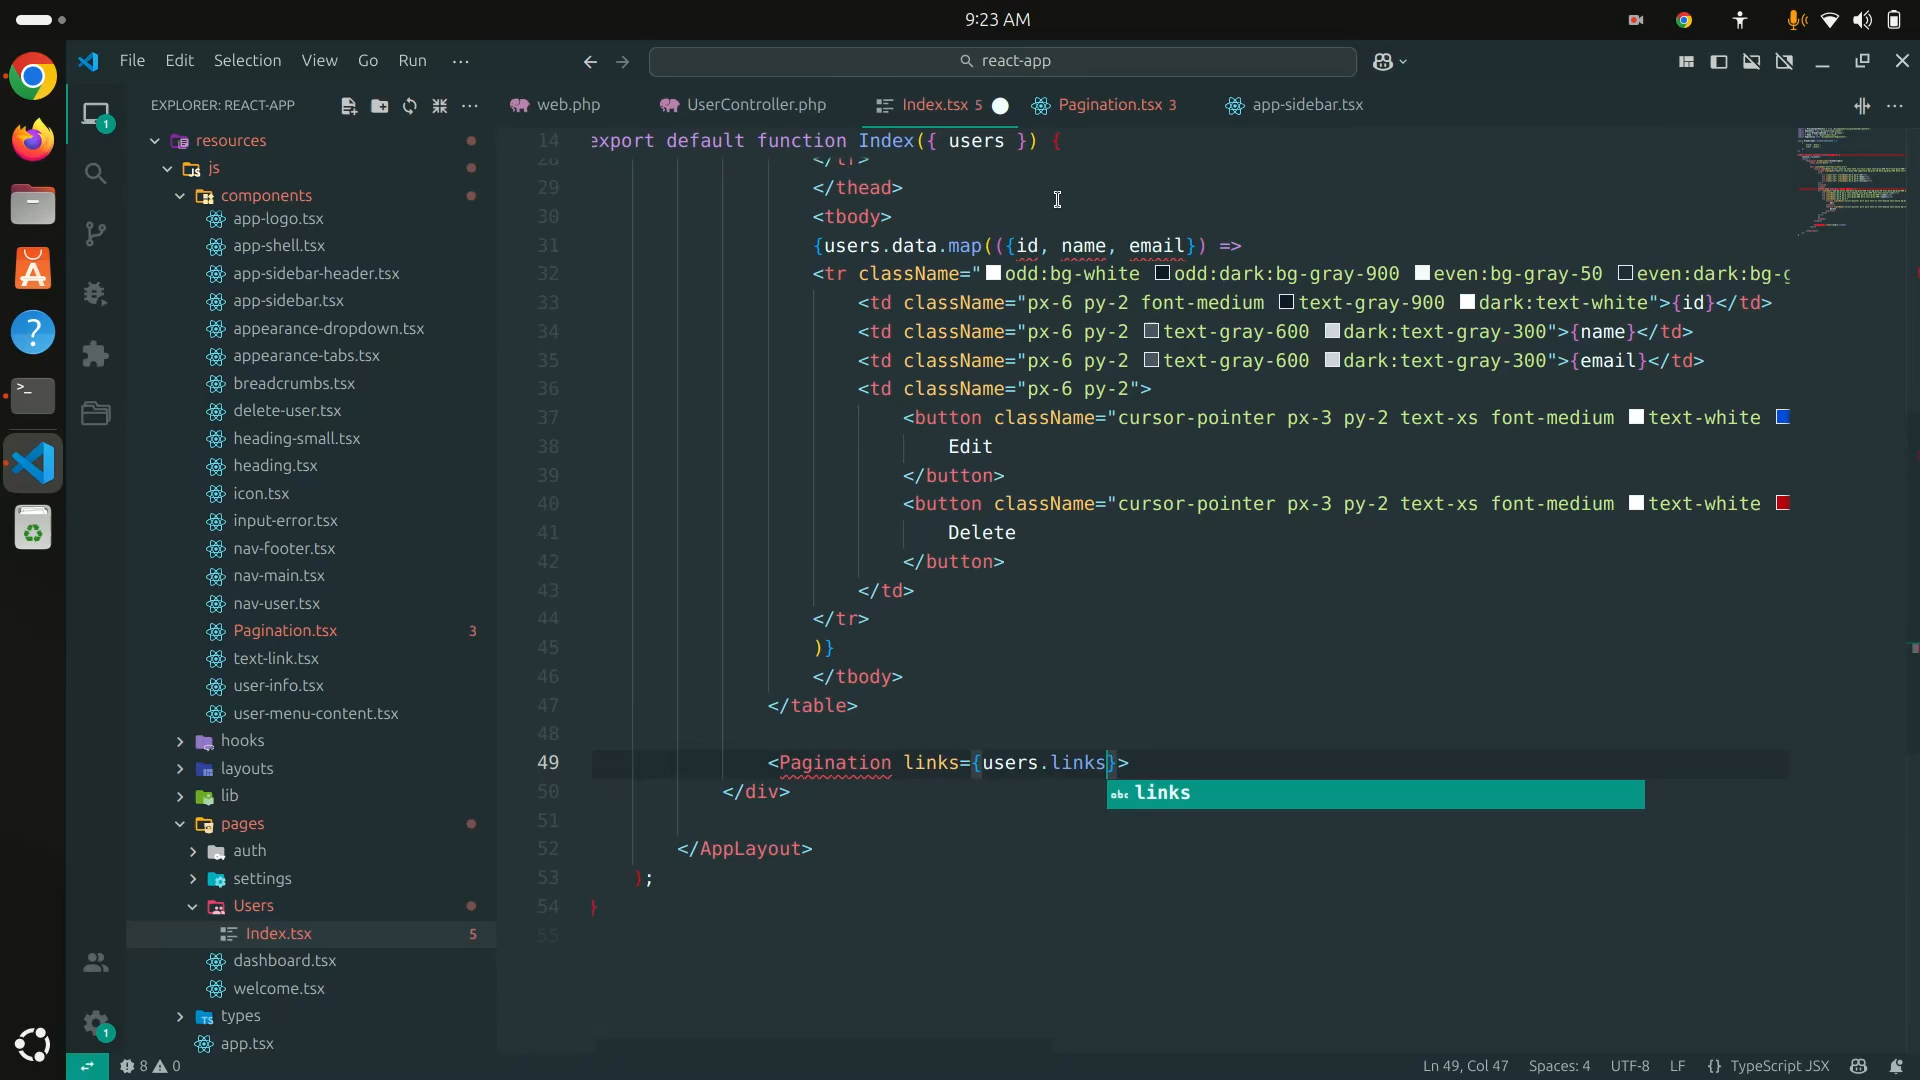 9:23 AM
File Edit Selection View Go Run ···
react-app
EXPLORER: REACT-APP
web.php
UserController.php
Index.tsx 5
Pagination.tsx 3
app-sidebar.tsx
1
resources
js
components
app-logo.tsx
app-shell.tsx
app-sidebar-header.tsx
app-sidebar.tsx
appearance-dropdown.tsx
appearance-tabs.tsx
breadcrumbs.tsx
delete-user.tsx
heading-small.tsx
heading.tsx
icon.tsx
input-error.tsx
nav-footer.tsx
nav-main.tsx
nav-user.tsx
Pagination.tsx 3
text-link.tsx
user-info.tsx
user-menu-content.tsx
hooks
layouts
lib
pages
auth
settings
Users
Index.tsx 5
dashboard.tsx
welcome.tsx
types
app.tsx
1
14 export default function Index({ users }) {
28 </tr>
29 </thead>
30 <tbody>
31 {users.data.map(({id, name, email}) =>
32 <tr className="odd:bg-white odd:dark:bg-gray-900 even:bg-gray-50 even:dark:bg-g
33 <td className="px-6 py-2 font-medium text-gray-900 dark:text-white">{id}</td>
34 <td className="px-6 py-2 text-gray-600 dark:text-gray-300">{name}</td>
35 <td className="px-6 py-2 text-gray-600 dark:text-gray-300">{email}</td>
36 <td className="px-6 py-2">
37 <button className="cursor-pointer px-3 py-2 text-xs font-medium text-white
38 Edit
39 </button>
40 <button className="cursor-pointer px-3 py-2 text-xs font-medium text-white
41 Delete
42 </button>
43 </td>
44 </tr>
45 )}
46 </tbody>
47 </table>
48
49 <Pagination links={users.links}>
abc links
50 </div>
51
52 </AppLayout>
53 );
54 }
55
8 0
Ln 49, Col 47
Spaces: 4
UTF-8
LF
{} TypeScript JSX